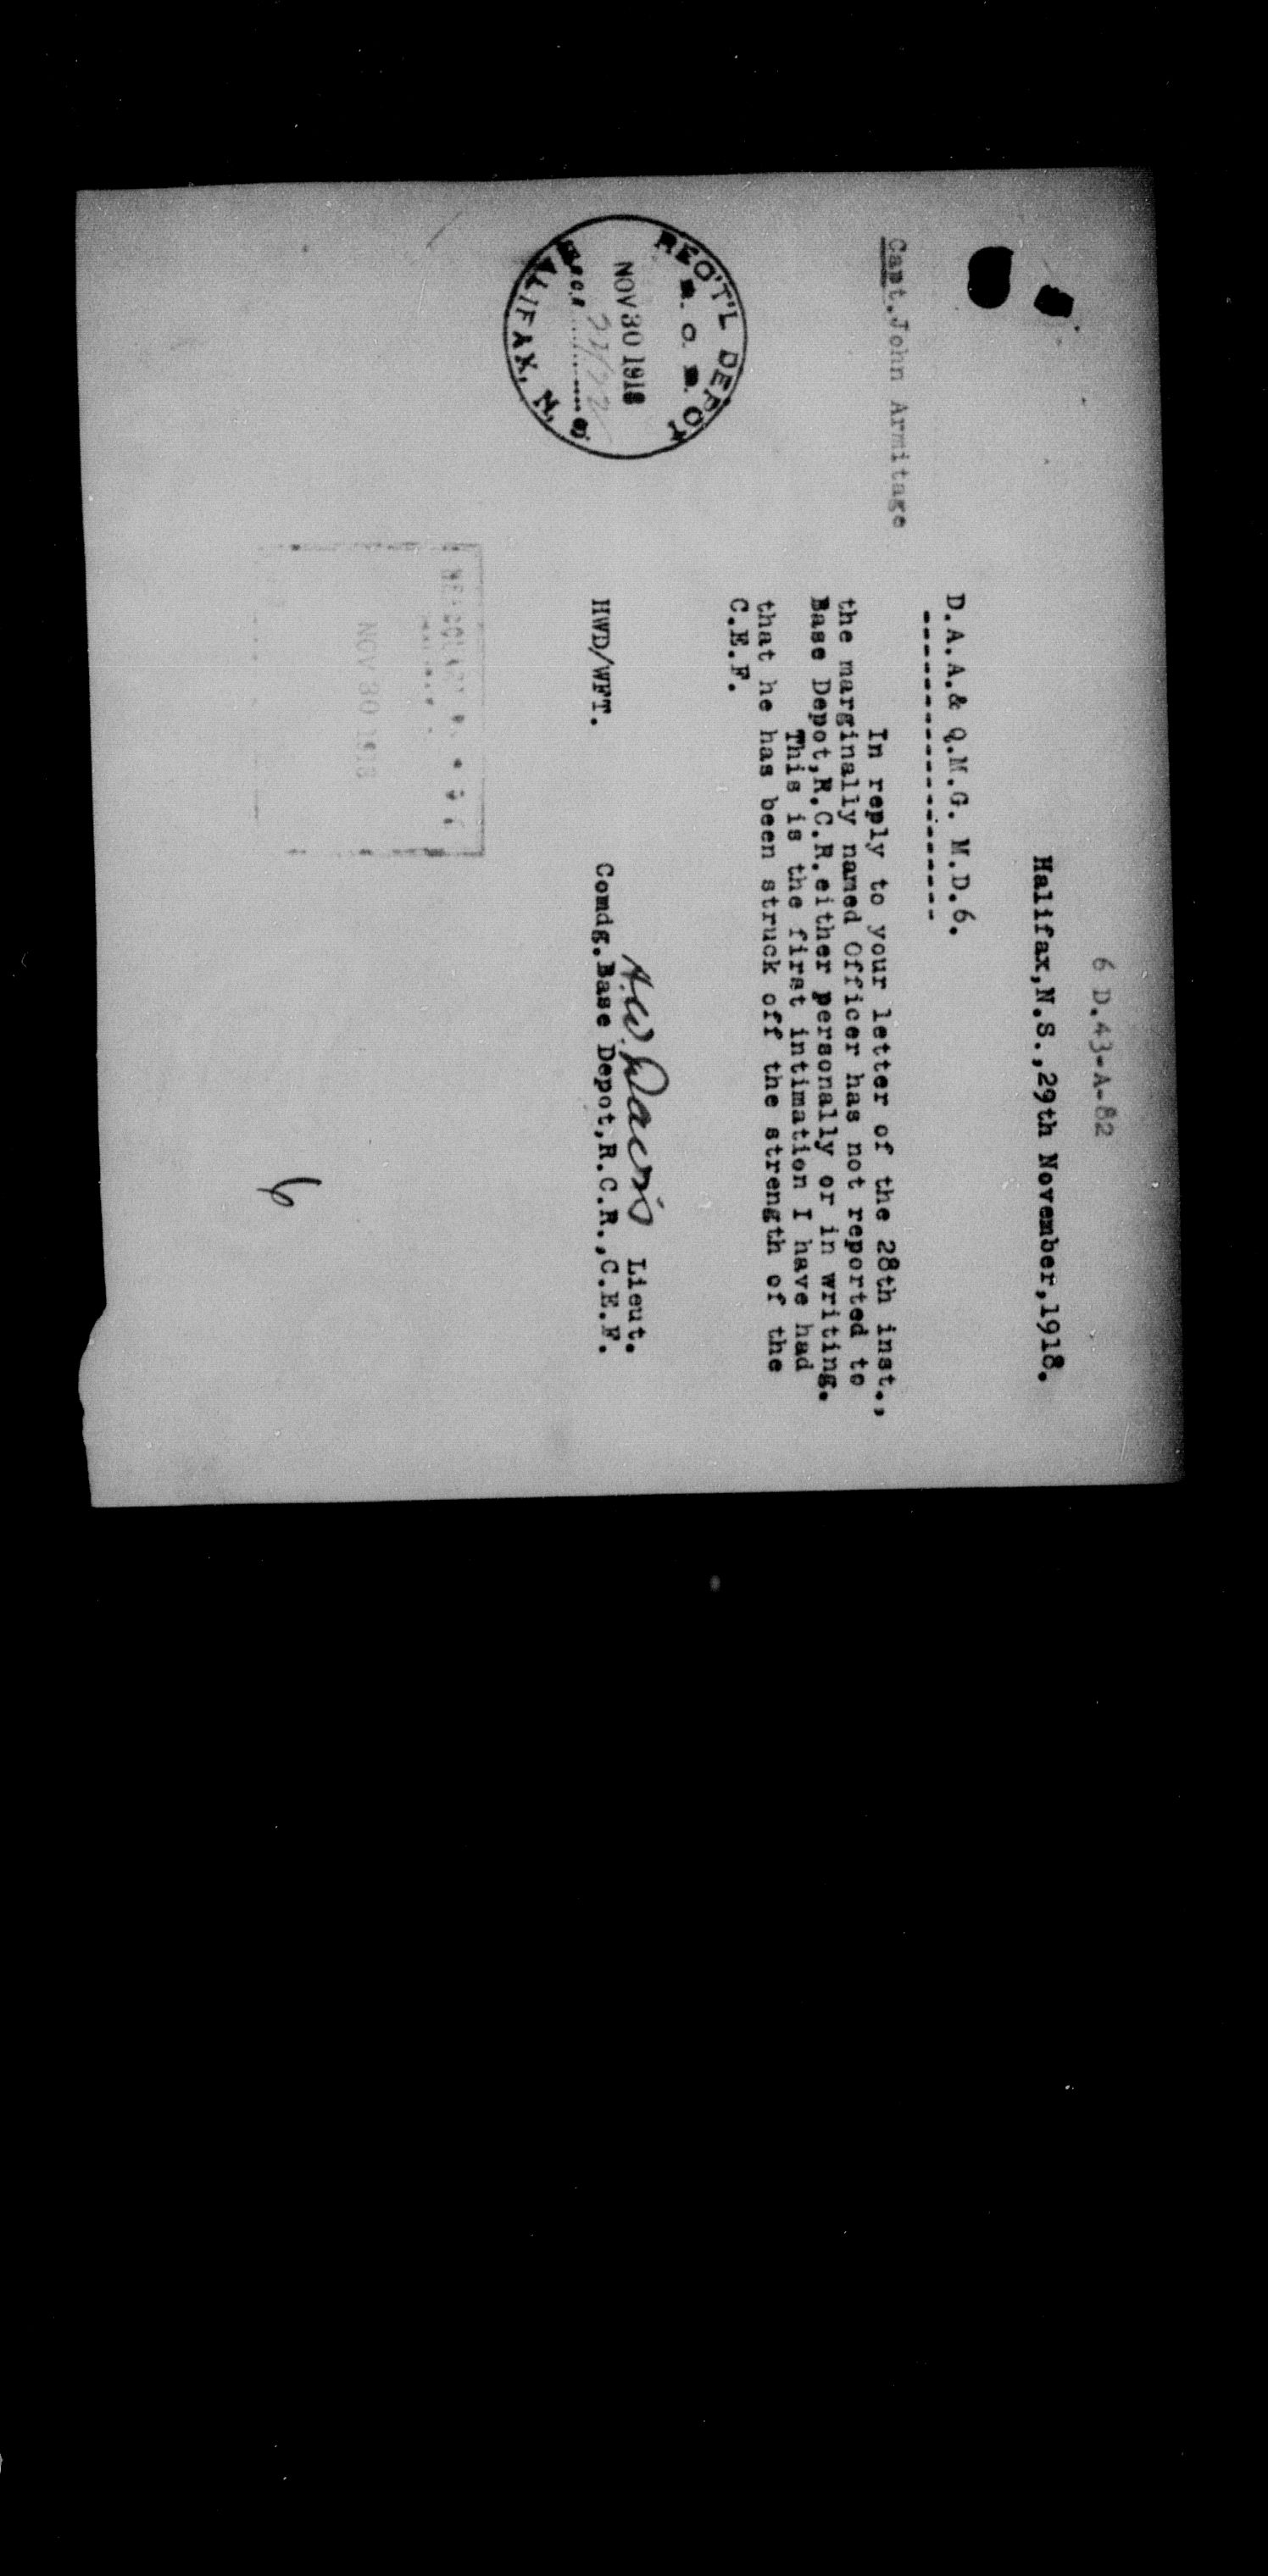 6 D.43-A-82
Halifax,N.S.,29th November,1918.
D.A.A.& Q.M.G. M.D.6.
--------------------
Capt.John Armitage
In reply to your letter of the 28th inst.,
the marginally named Officer has not reported to
Base Depot,R.C.R.either personally or in writing.
This is the first intimation I have had
that he has been struck off the strength of the
C.E.F.
REG'T'L DEPOT
NOV 30 1918
HALIFAX, N. S.
H.W. Dawes Lieut.
HWD/WFT. Comdg.Base Depot,R.C.R.,C.E.F.
NOV 30 1918
6